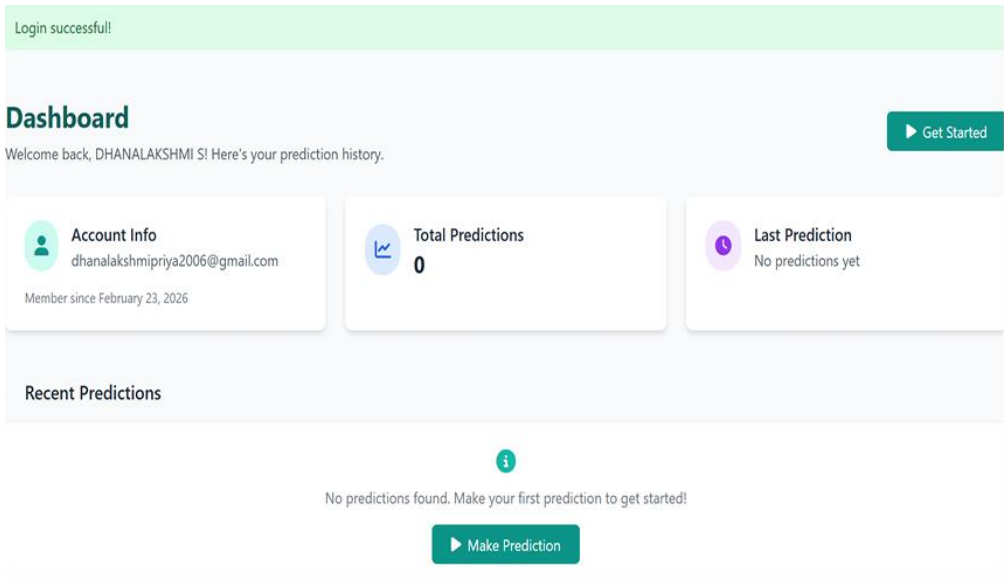 Login successful!
Dashboard
Get Started
Welcome back, DHANALAKSHMI S! Here's your prediction history.
Account Info
dhanalakshmipriya2006@gmail.com
Member since February 23, 2026
Total Predictions
0
Last Prediction
No predictions yet
Recent Predictions
No predictions found. Make your first prediction to get started!
Make Prediction